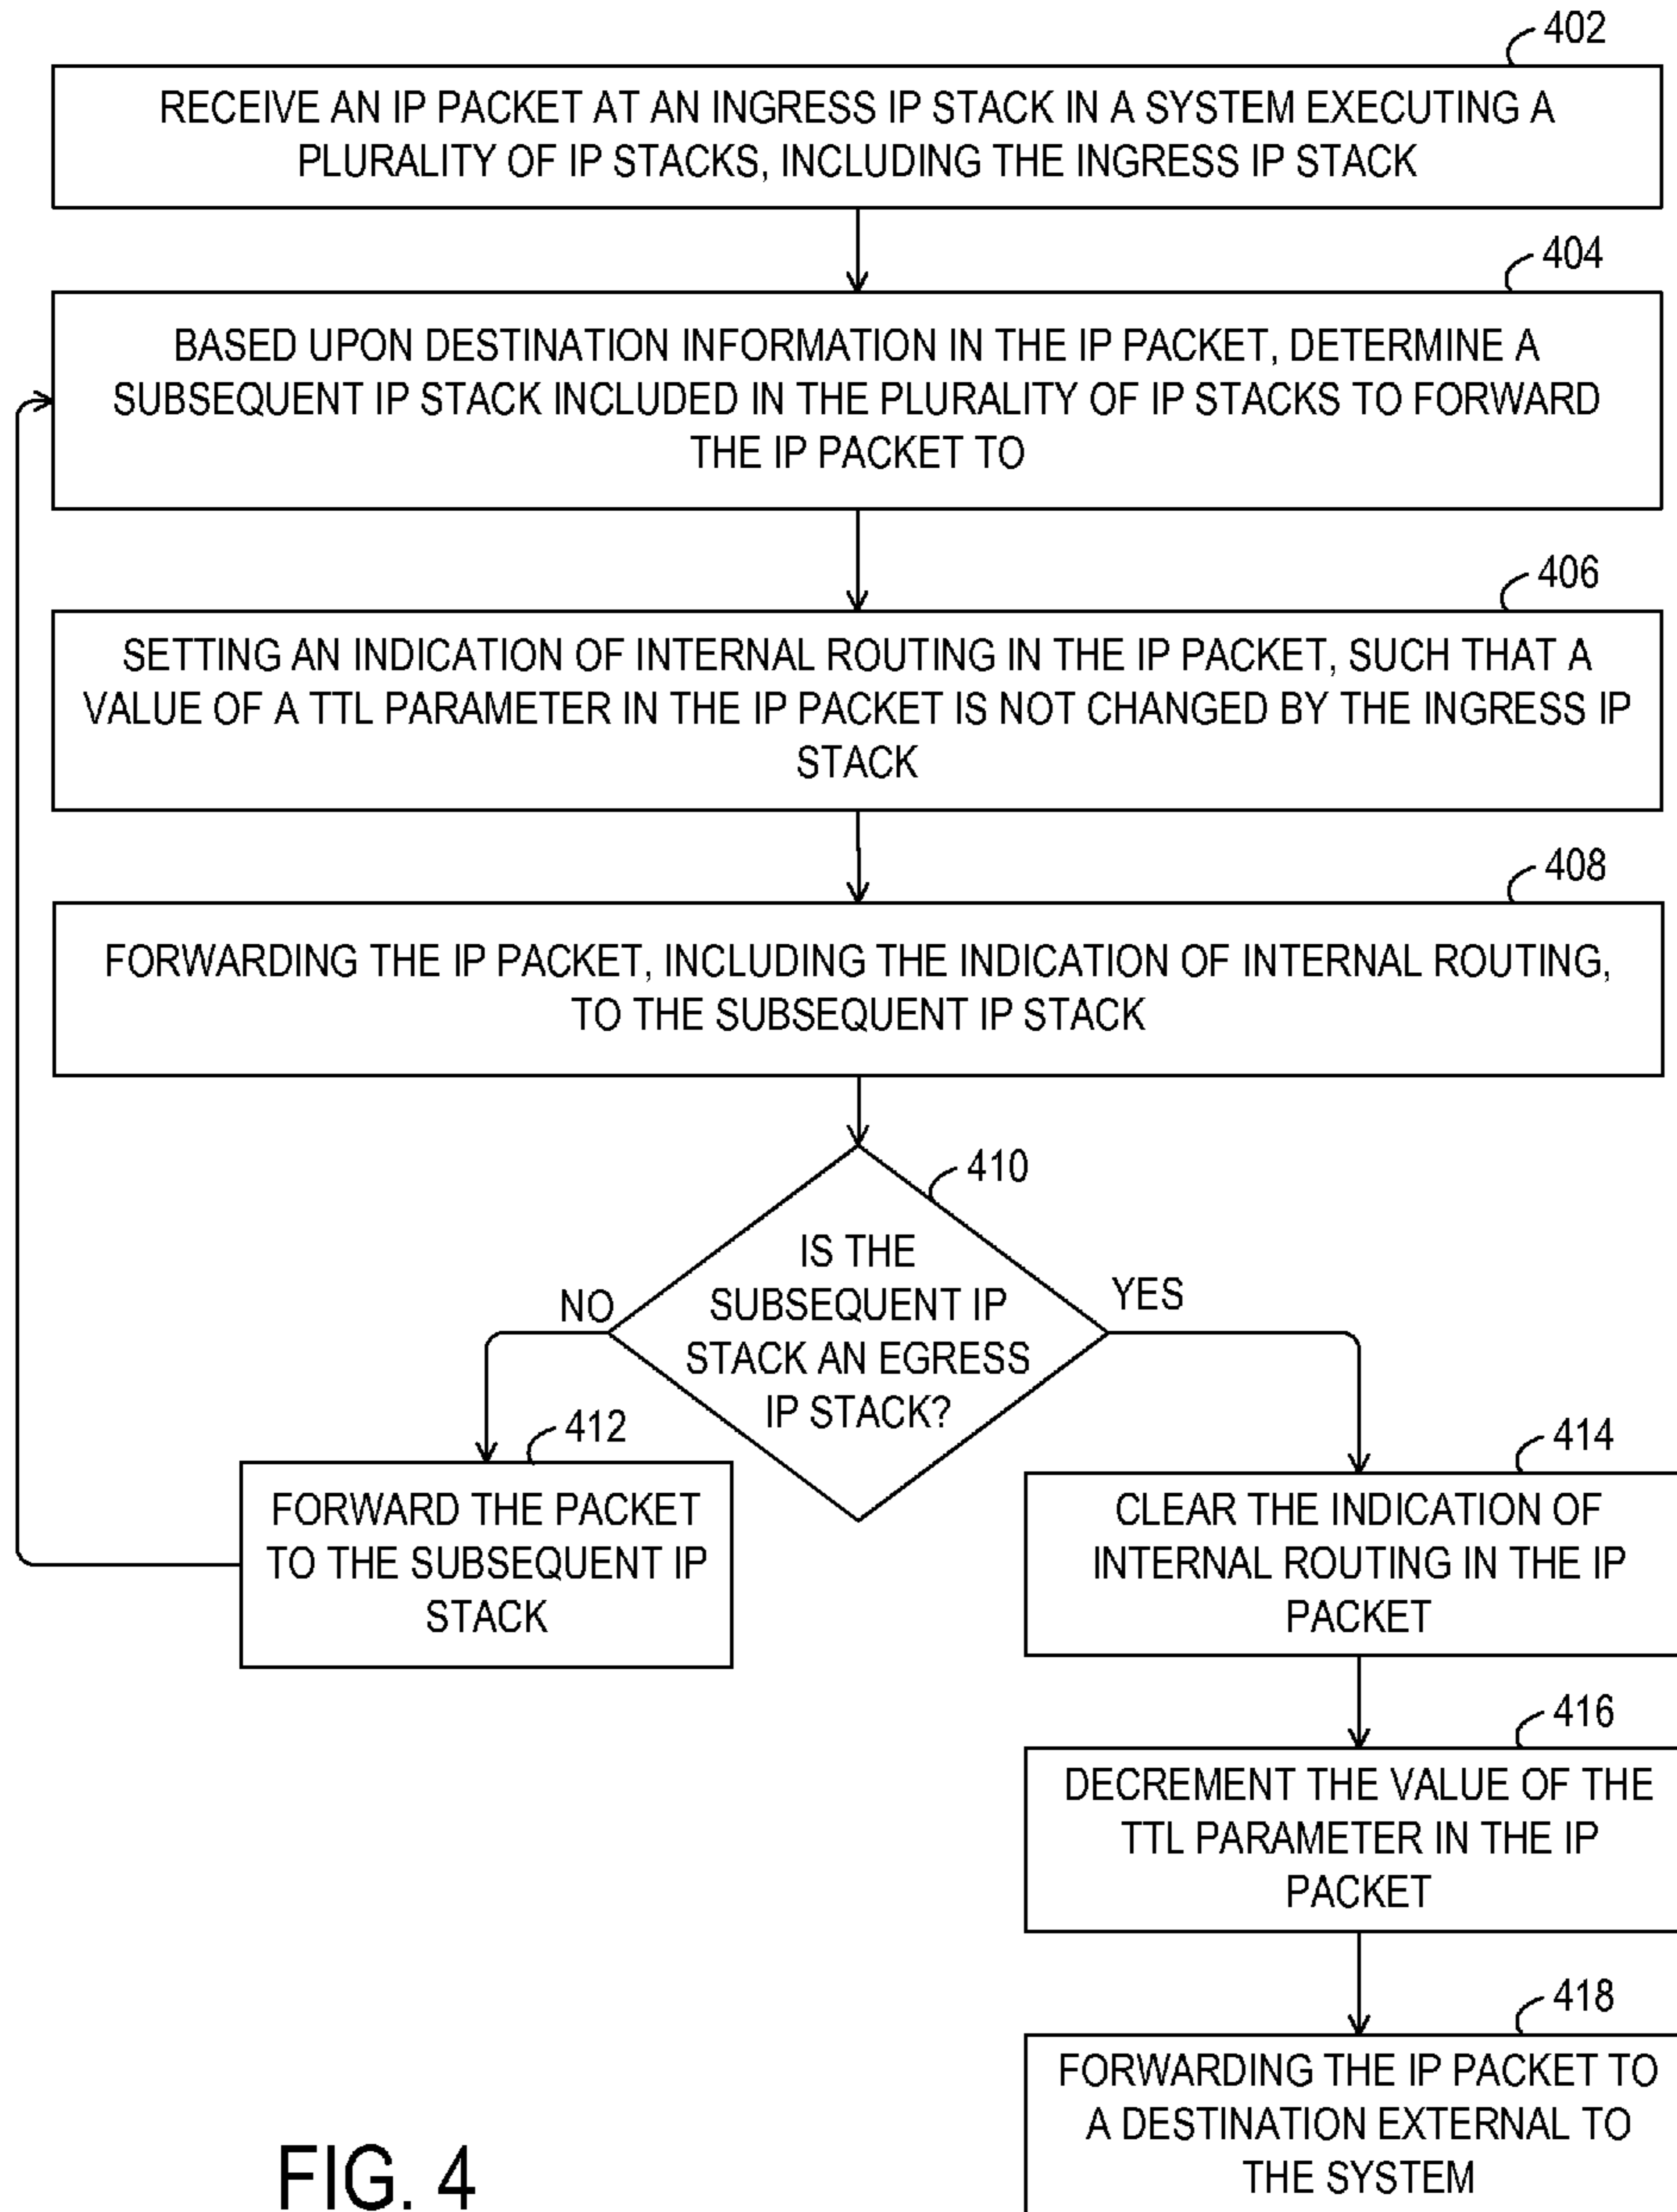 402
RECEIVE AN IP PACKET AT AN INGRESS IP STACK IN A SYSTEM EXECUTING A
PLURALITY OF IP STACKS, INCLUDING THE INGRESS IP STACK
404
BASED UPON DESTINATION INFORMATION IN THE IP PACKET, DETERMINE A
SUBSEQUENT IP STACK INCLUDED IN THE PLURALITY OF IP STACKS TO FORWARD
THE IP PACKET TO
406
SETTING AN INDICATION OF INTERNAL ROUTING IN THE IP PACKET, SUCH THAT A
VALUE OF A TTL PARAMETER IN THE IP PACKET IS NOT CHANGED BY THE INGRESS IP
STACK
408
FORWARDING THE IP PACKET, INCLUDING THE INDICATION OF INTERNAL ROUTING,
TO THE SUBSEQUENT IP STACK
410
IS THE
SUBSEQUENT IP
STACK AN EGRESS
IP STACK?
NO
YES
412
FORWARD THE PACKET
TO THE SUBSEQUENT IP
STACK
414
CLEAR THE INDICATION OF
INTERNAL ROUTING IN THE IP
PACKET
416
DECREMENT THE VALUE OF THE
TTL PARAMETER IN THE IP
PACKET
418
FORWARDING THE IP PACKET TO
A DESTINATION EXTERNAL TO
THE SYSTEM
FIG. 4